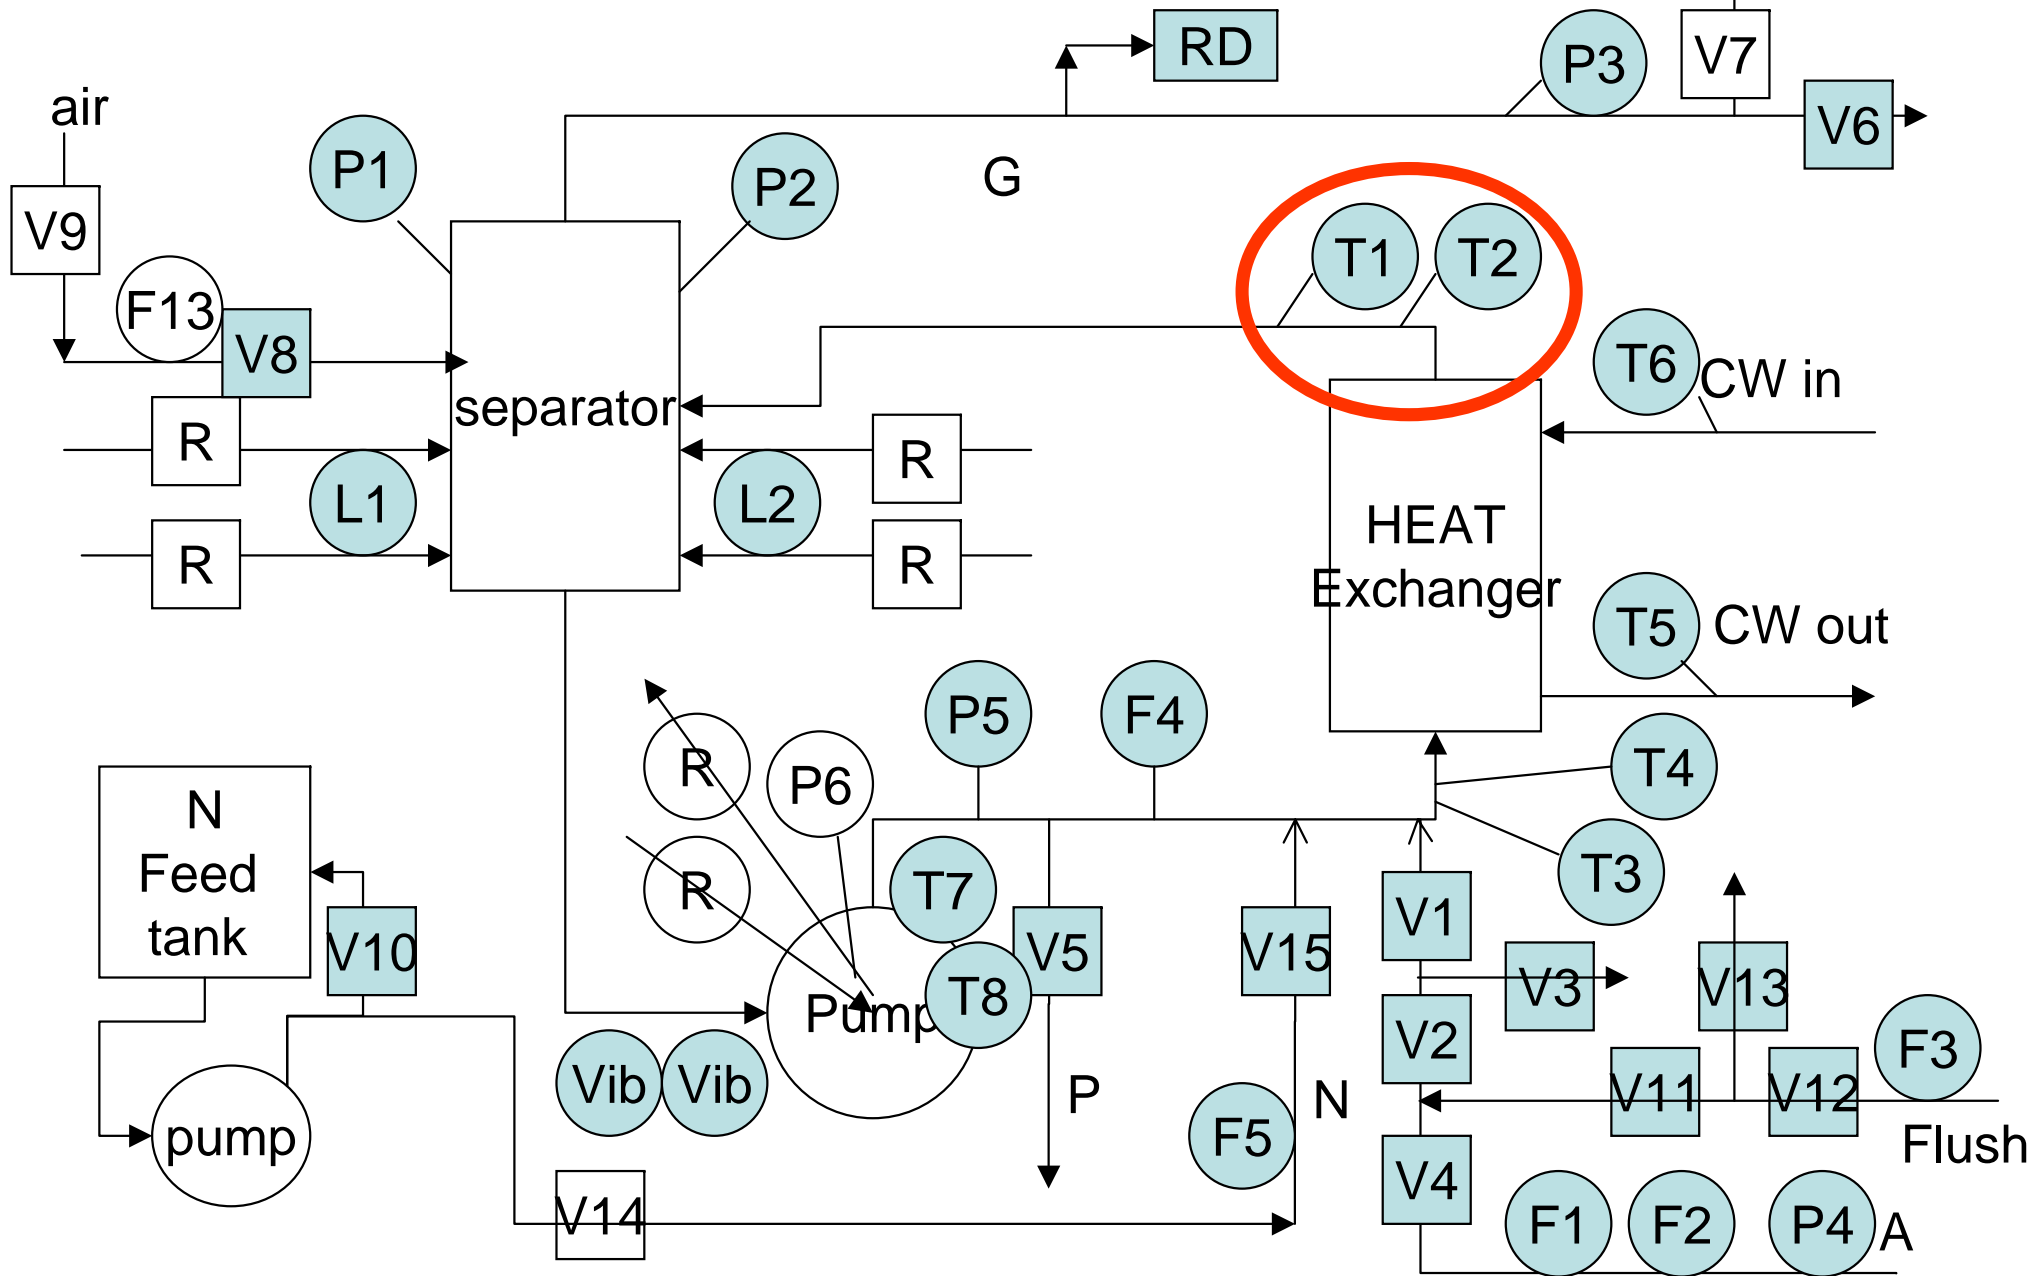 RD
P3
V7
air
P1
P2
G
V6
V9
T1
T2
F13
V8
T6
CW in
separator
R
R
L1
L2
R
R
HEAT
Exchanger
T5
CW out
P5
F4
R
P6
T4
N
Feed
tank
V10
R
T7
T3
V1
V5
V15
V3
V13
Pump
T8
V2
F3
Vib
Vib
P
N
V11
V12
pump
F5
Flush
V4
V14
F1
F2
P4
A